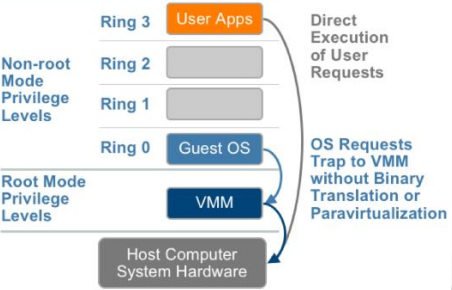 Ring 3
User Apps
Direct
Execution
of User
Requests
Non-root
Mode
Privilege
Levels
Ring 2
Ring 1
Ring 0
Guest OS
OS Requests
Trap to VMM
without Binary
Translation or
Paravirtualization
Root Mode
Privilege
Levels
VMM
Host Computer
System Hardware